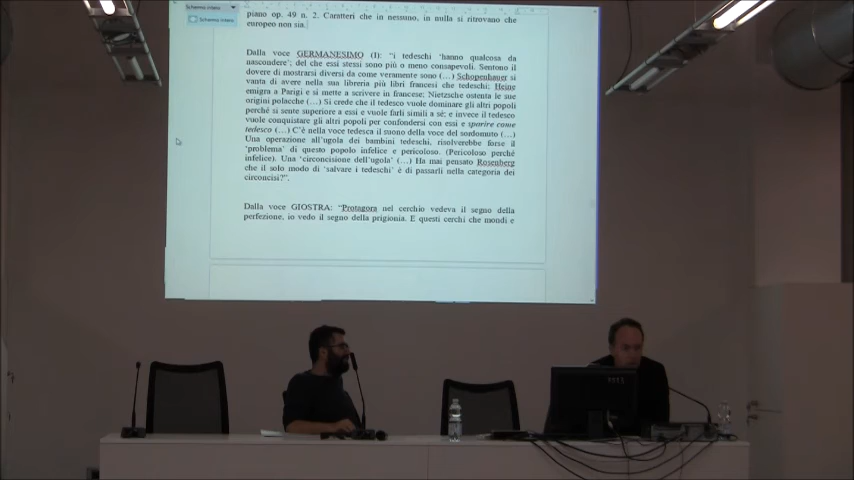 Schermo intero
Schermo intero
piano op. 49 n. 2. Caratteri che in nessuno, in nulla si ritrovano che
europeo non sia.
Dalla voce GERMANESIMO (I): “i tedeschi ‘hanno qualcosa da
nascondere’; del che essi stessi sono più o meno consapevoli. Sentono il
dovere di mostrarsi diversi da come veramente sono (...) Schopenhauer si
vanta di avere nella sua libreria più libri francesi che tedeschi; Heine
emigra a Parigi e si mette a scrivere in francese; Nietzsche ostenta le sue
origini polacche (...) Si crede che il tedesco vuole dominare gli altri popoli
perché si sente superiore a essi e vuole farli simili a sé; e invece il tedesco
vuole conquistare gli altri popoli per confondersi con essi e sparire come
tedesco (...) C’è nella voce tedesca il suono della voce del sordomuto (...)
Una operazione all’ugola dei bambini tedeschi, risolverebbe forse il
‘problema’ di questo popolo infelice e pericoloso. (Pericoloso perché
infelice). Una ‘circoncisione dell’ugola’ (...) Ha mai pensato Rosenberg
che il solo modo di ‘salvare i tedeschi’ è di passarli nella categoria dei
circoncisi?”.
Dalla voce GIOSTRA: “Protagora nel cerchio vedeva il segno della
perfezione, io vedo il segno della prigionia. E questi cerchi che mondi e